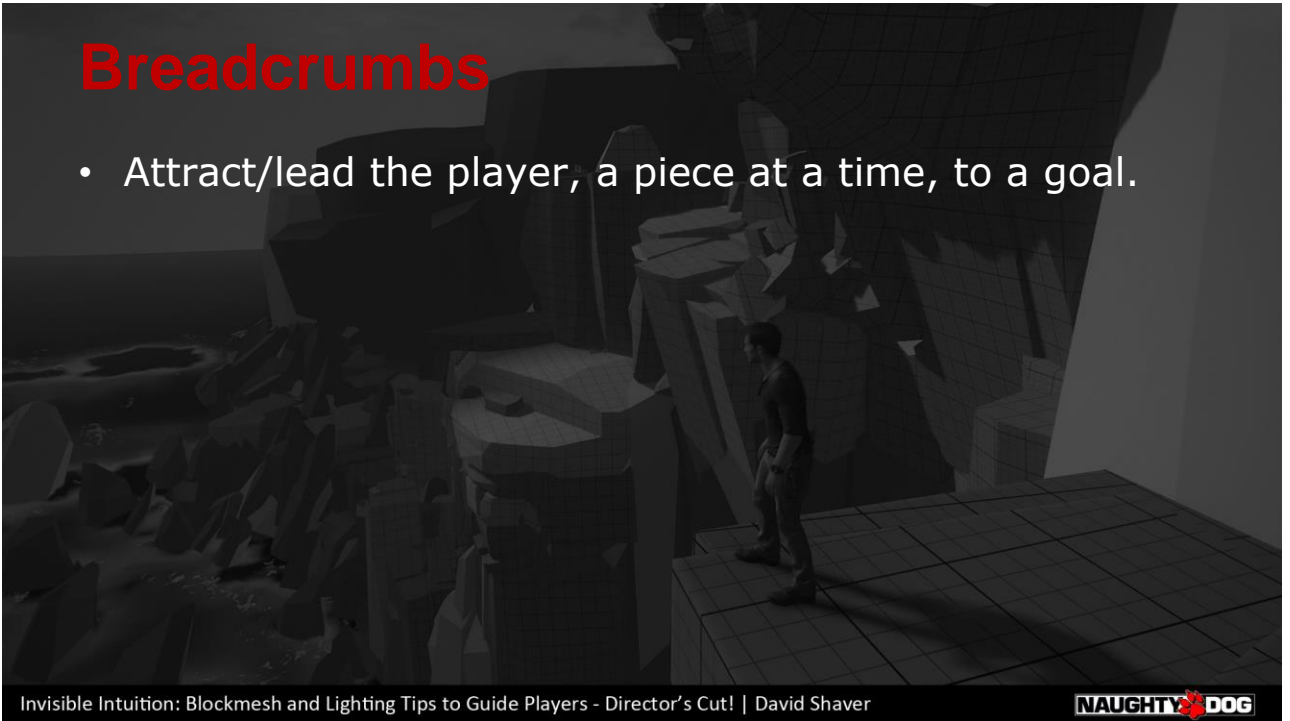 Breadcrumbs
• Attract/lead the player, a piece at a time, to a goal.
Invisible Intuition: Blockmesh and Lighting Tips to Guide Players - Director's Cut! | David Shaver
NAUGHTY DOG